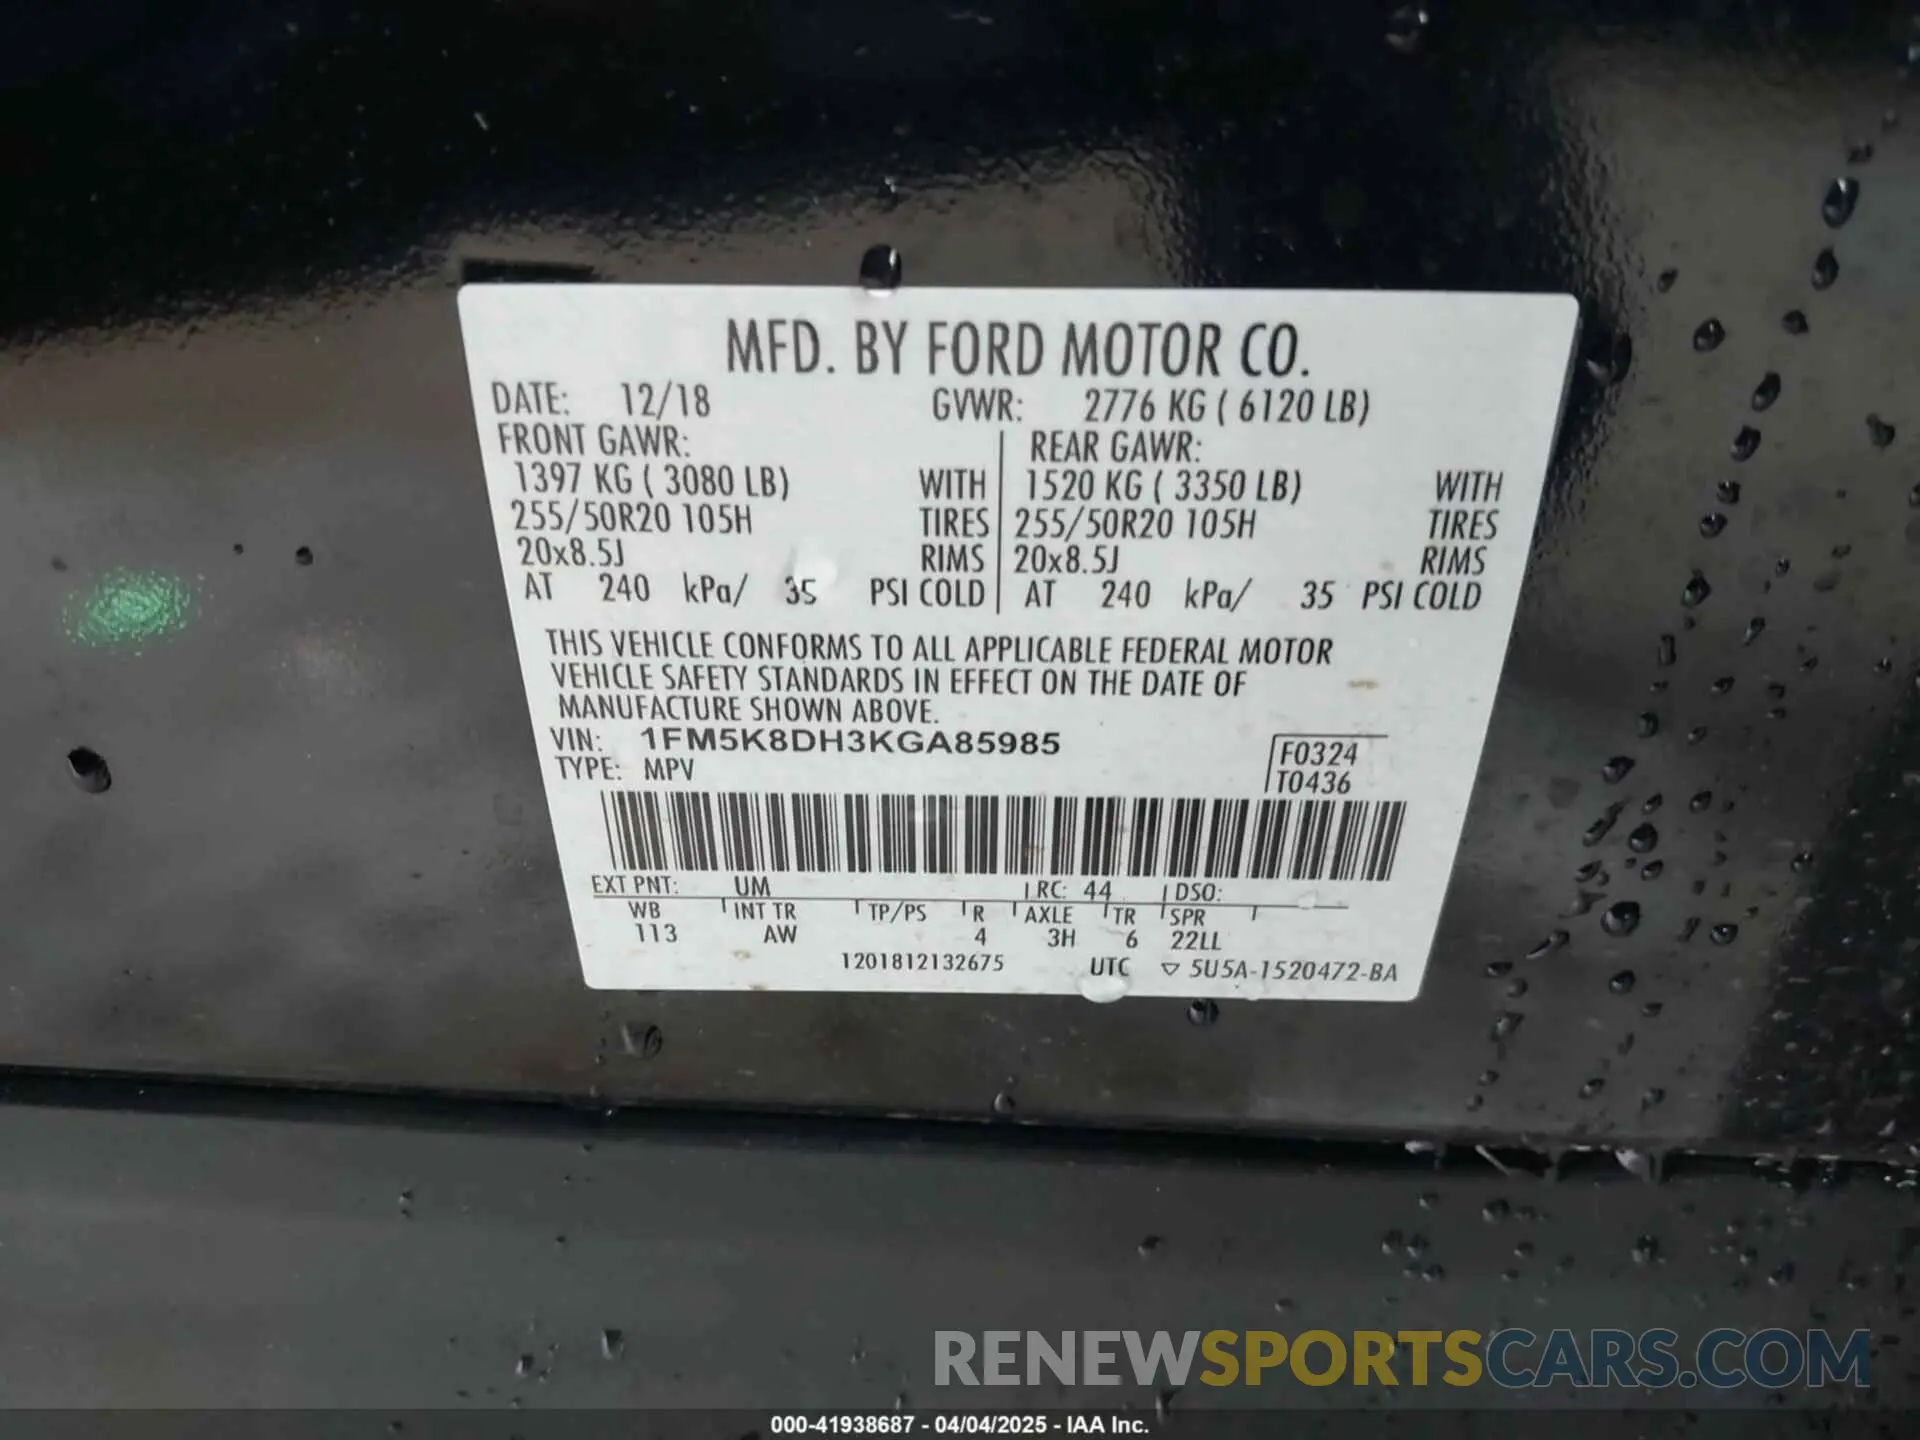 MFD. BY FORD MOTOR CO.
DATE: 12/18 GVWR: 2776 KG ( 6120 LB)
FRONT GAWR: REAR GAWR:
1397 KG ( 3080 LB) WITH 1520 KG ( 3350 LB) WITH
255/50R20 105H TIRES 255/50R20 105H TIRES
20x8.5J RIMS 20x8.5J RIMS
AT 240 kPa/ 35 PSI COLD AT 240 kPa/ 35 PSI COLD
THIS VEHICLE CONFORMS TO ALL APPLICABLE FEDERAL MOTOR
VEHICLE SAFETY STANDARDS IN EFFECT ON THE DATE OF
MANUFACTURE SHOWN ABOVE.
VIN: 1FM5K8DH3KGA85985 F0324
TYPE: MPV T0436
EXT PNT: UM RC: 44 DSO:
WB INT TR TP/PS R AXLE TR SPR
113 AW 4 3H 6 22LL
1201812132675 UTC ▽ 5U5A-1520472-BA
RENEWSPORTSCARS.COM
000-41938687 - 04/04/2025 - IAA Inc.